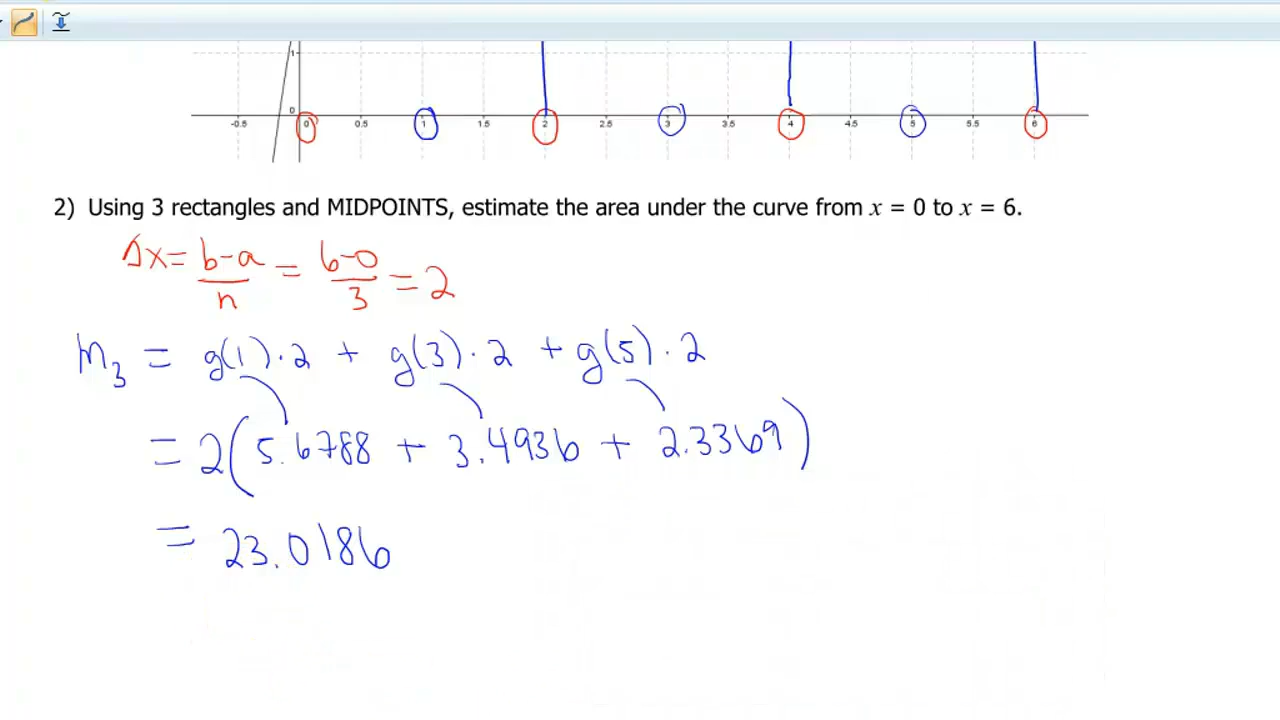 1
0
-0.5 0 0.5 1 1.5 2 2.5 3 3.5 4 4.5 5 5.5 6
2) Using 3 rectangles and MIDPOINTS, estimate the area under the curve from x = 0 to x = 6.
Δx = b-a/n = 6-0/3 = 2
M₃ = g(1)·2 + g(3)·2 + g(5)·2
= 2(5.6788 + 3.4936 + 2.3369)
= 23.0186